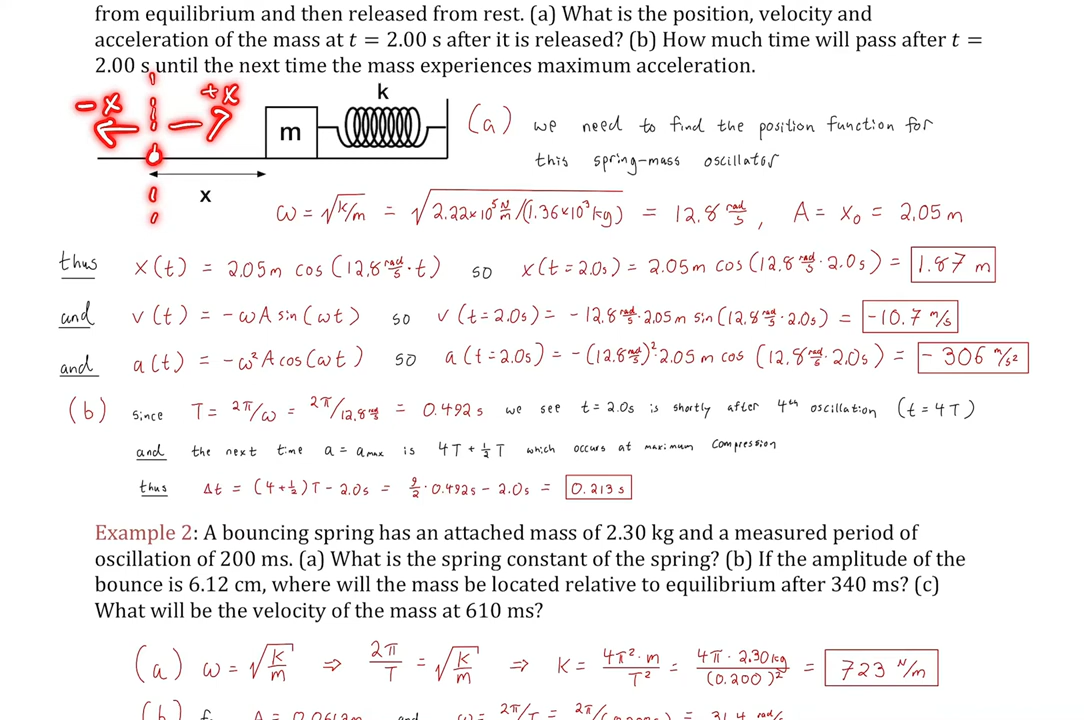 from equilibrium and then released from rest. (a) What is the position, velocity and
acceleration of the mass at t = 2.00 s after it is released? (b) How much time will pass after t =
2.00 s until the next time the mass experiences maximum acceleration.
-x +x k
m
x
(a) we need to find the position function for
this spring-mass oscillator
ω = √k/m = √2.22×10⁵ N/m /(1.36×10³ kg) = 12.8 rad/s, A = x₀ = 2.05 m
thus x(t) = 2.05 m cos(12.8 rad/s · t) so x(t=2.0s) = 2.05 m cos(12.8 rad/s · 2.0s) = 1.87 m
and v(t) = -ωA sin(ωt) so v(t=2.0s) = -12.8 rad/s · 2.05 m sin(12.8 rad/s · 2.0s) = -10.7 m/s
and a(t) = -ω²A cos(ωt) so a(t=2.0s) = -(12.8 rad/s)² · 2.05 m cos(12.8 rad/s · 2.0s) = -306 m/s²
(b) since T = 2π/ω = 2π/12.8 rad/s = 0.492 s we see t=2.0s is shortly after 4th oscillation (t=4T)
and the next time a = a max is 4T + ½T which occurs at maximum compression
thus Δt = (4+½)T - 2.0s = 9/2 · 0.492s - 2.0s = 0.213 s
Example 2: A bouncing spring has an attached mass of 2.30 kg and a measured period of
oscillation of 200 ms. (a) What is the spring constant of the spring? (b) If the amplitude of the
bounce is 6.12 cm, where will the mass be located relative to equilibrium after 340 ms? (c)
What will be the velocity of the mass at 610 ms?
(a) ω = √k/m ⇒ 2π/T = √k/m ⇒ K = 4π²·m/T² = 4π·2.30kg/(0.200)² = 723 N/m